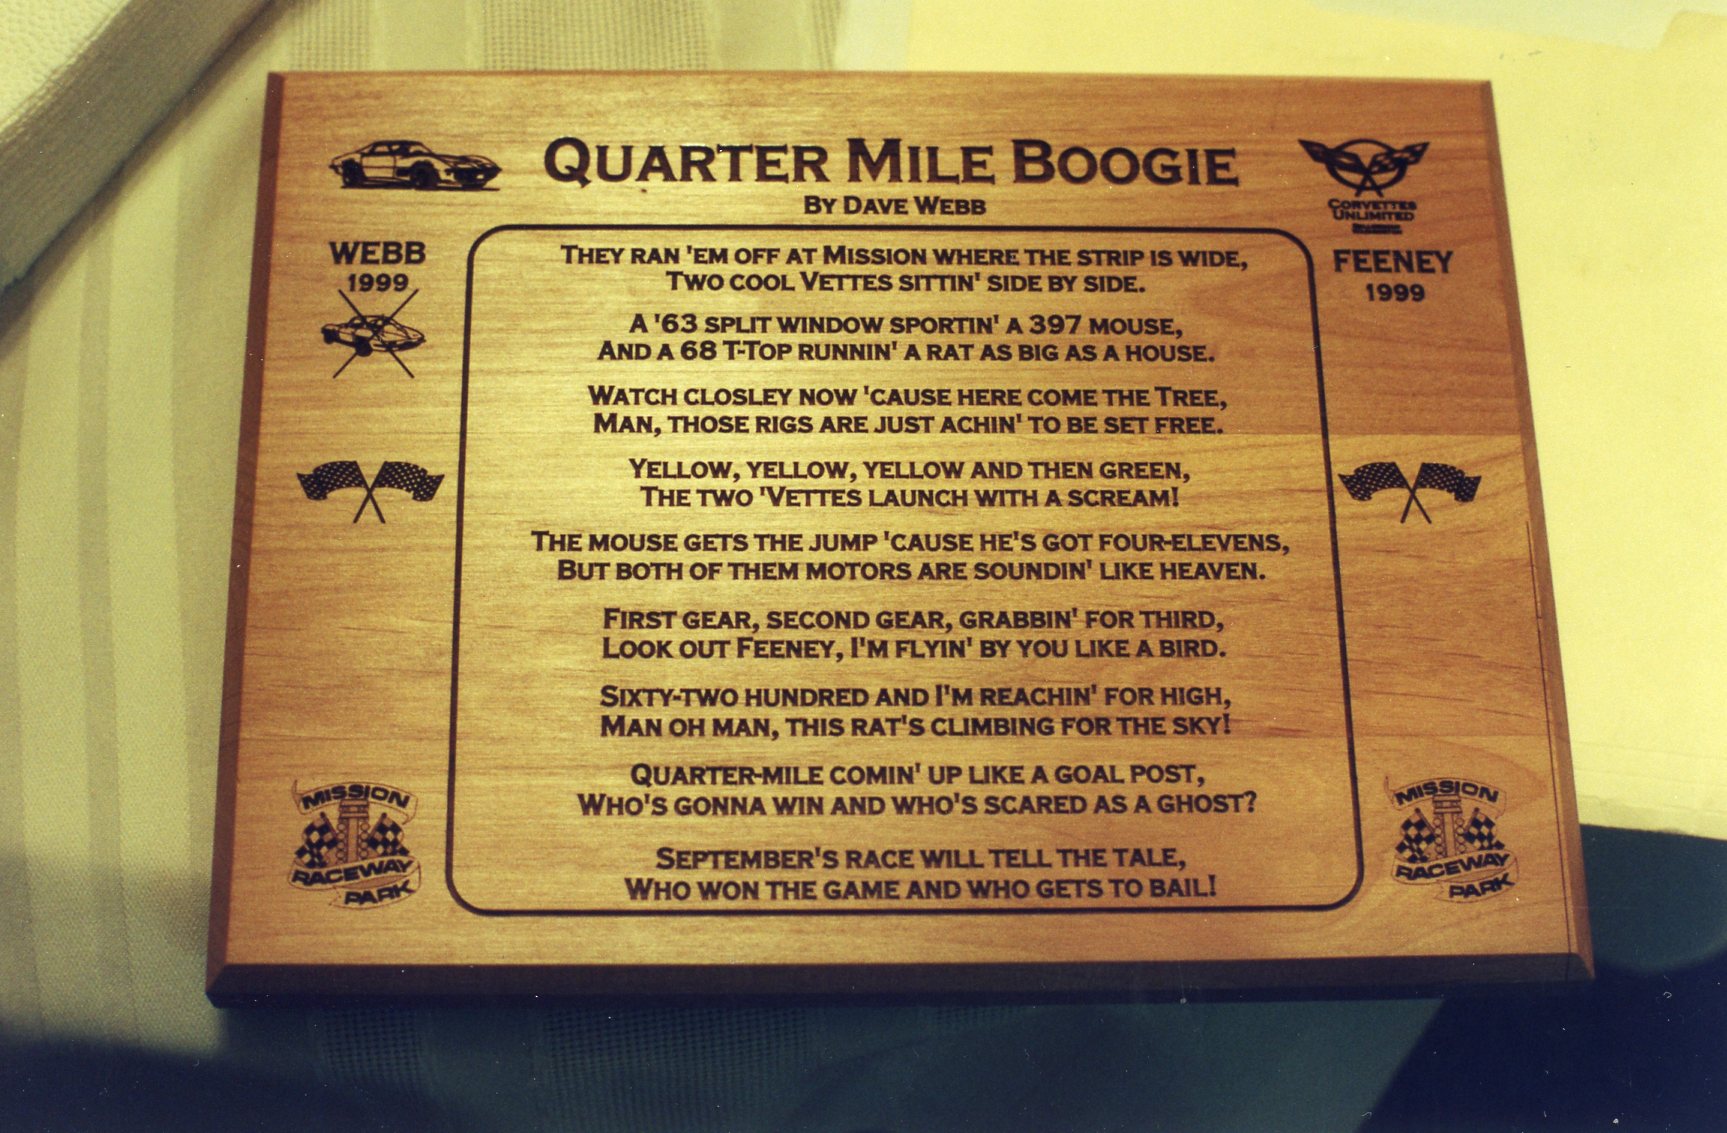 QUARTER MILE BOOGIE
BY DAVE WEBB
CORVETTES
UNLIMITED
WEBB
1999
FEENEY
1999
THEY RAN 'EM OFF AT MISSION WHERE THE STRIP IS WIDE,
TWO COOL VETTES SITTIN' SIDE BY SIDE.
A '63 SPLIT WINDOW SPORTIN' A 397 MOUSE,
AND A 68 T-TOP RUNNIN' A RAT AS BIG AS A HOUSE.
WATCH CLOSLEY NOW 'CAUSE HERE COME THE TREE,
MAN, THOSE RIGS ARE JUST ACHIN' TO BE SET FREE.
YELLOW, YELLOW, YELLOW AND THEN GREEN,
THE TWO 'VETTES LAUNCH WITH A SCREAM!
THE MOUSE GETS THE JUMP 'CAUSE HE'S GOT FOUR-ELEVENS,
BUT BOTH OF THEM MOTORS ARE SOUNDIN' LIKE HEAVEN.
FIRST GEAR, SECOND GEAR, GRABBIN' FOR THIRD,
LOOK OUT FEENEY, I'M FLYIN' BY YOU LIKE A BIRD.
SIXTY-TWO HUNDRED AND I'M REACHIN' FOR HIGH,
MAN OH MAN, THIS RAT'S CLIMBING FOR THE SKY!
QUARTER-MILE COMIN' UP LIKE A GOAL POST,
WHO'S GONNA WIN AND WHO'S SCARED AS A GHOST?
SEPTEMBER'S RACE WILL TELL THE TALE,
WHO WON THE GAME AND WHO GETS TO BAIL!
MISSION
RACEWAY
PARK
MISSION
RACEWAY
PARK